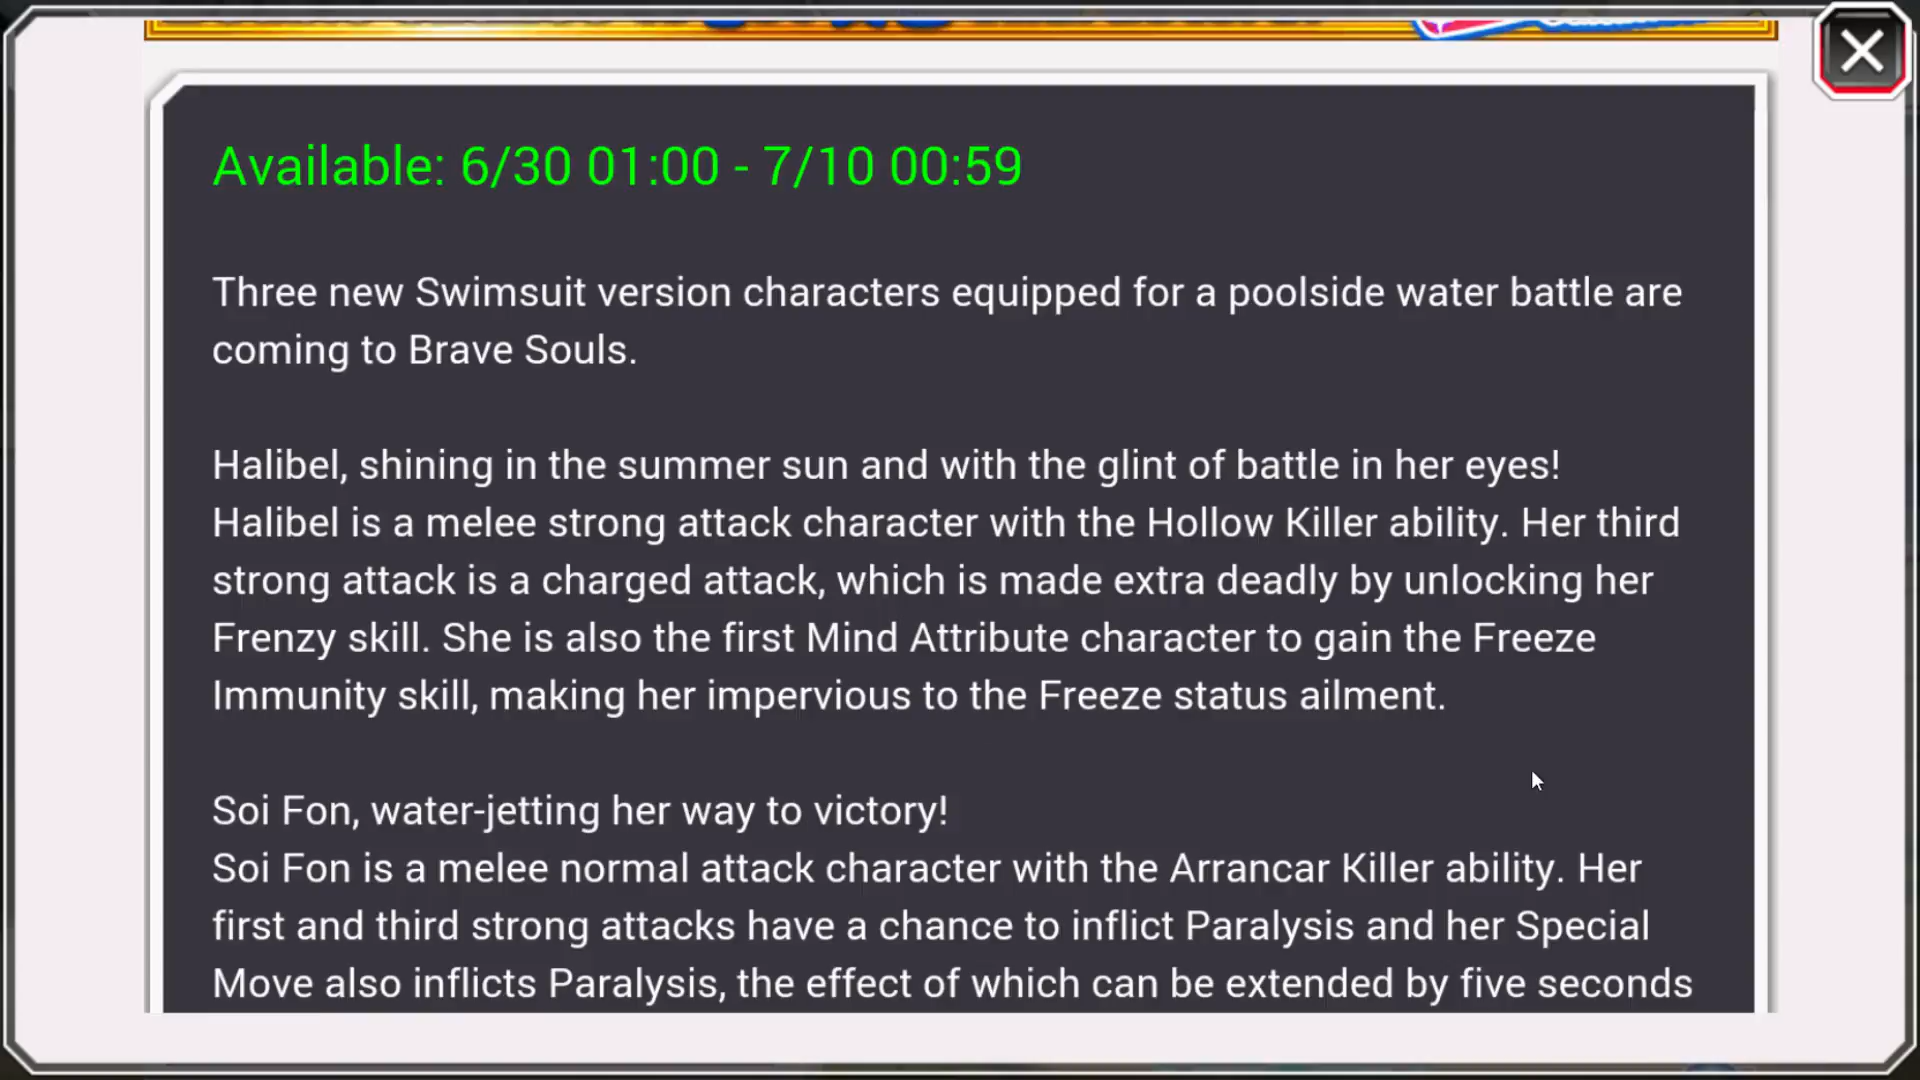 Available: 6/30 01:00 - 7/10 00:59
Three new Swimsuit version characters equipped for a poolside water battle are
coming to Brave Souls.
Halibel, shining in the summer sun and with the glint of battle in her eyes!
Halibel is a melee strong attack character with the Hollow Killer ability. Her third
strong attack is a charged attack, which is made extra deadly by unlocking her
Frenzy skill. She is also the first Mind Attribute character to gain the Freeze
Immunity skill, making her impervious to the Freeze status ailment.
Soi Fon, water-jetting her way to victory!
Soi Fon is a melee normal attack character with the Arrancar Killer ability. Her
first and third strong attacks have a chance to inflict Paralysis and her Special
Move also inflicts Paralysis, the effect of which can be extended by five seconds